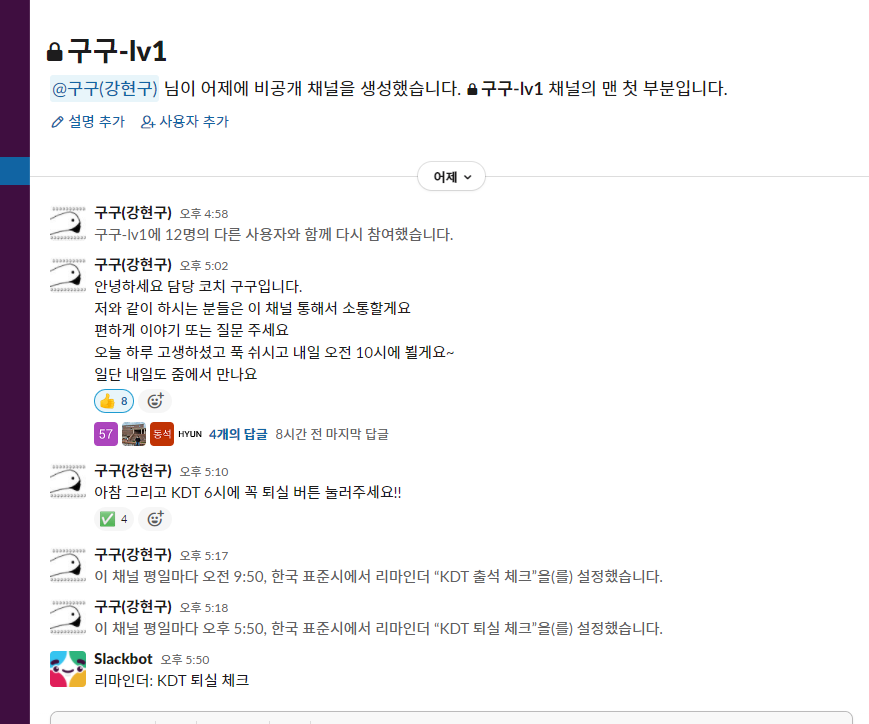 구구-lv1
@구구(강현구) 님이 어제에 비공개 채널을 생성했습니다. 구구-lv1 채널의 맨 첫 부분입니다.
설명 추가 사용자 추가
어제
구구(강현구) 오후 4:58
구구-lv1에 12명의 다른 사용자와 함께 다시 참여했습니다.
구구(강현구) 오후 5:02
안녕하세요 담당 코치 구구입니다.
저와 같이 하시는 분들은 이 채널 통해서 소통할게요
편하게 이야기 또는 질문 주세요
오늘 하루 고생하셨고 푹 쉬시고 내일 오전 10시에 뵐게요~
일단 내일도 줌에서 만나요
8
57 동석 HYUN 4개의 답글 8시간 전 마지막 답글
구구(강현구) 오후 5:10
아참 그리고 KDT 6시에 꼭 퇴실 버튼 눌러주세요!!
4
구구(강현구) 오후 5:17
이 채널 평일마다 오전 9:50, 한국 표준시에서 리마인더 “KDT 출석 체크”을(를) 설정했습니다.
구구(강현구) 오후 5:18
이 채널 평일마다 오후 5:50, 한국 표준시에서 리마인더 “KDT 퇴실 체크”을(를) 설정했습니다.
Slackbot 오후 5:50
리마인더: KDT 퇴실 체크